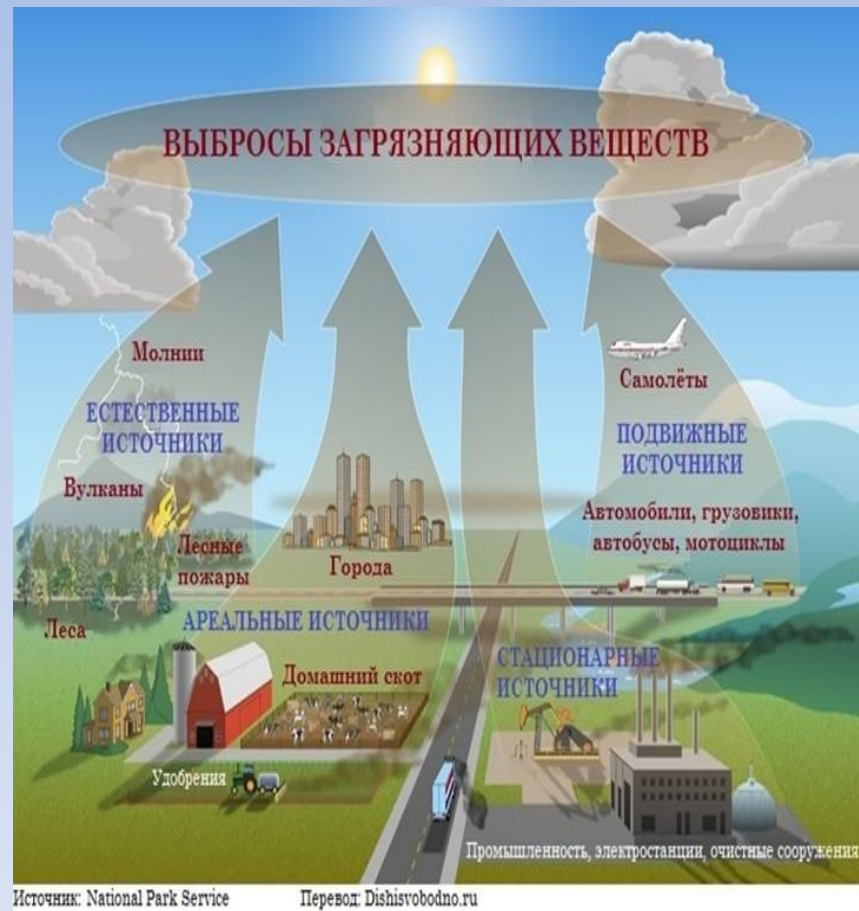 ВЫБРОСЫ ЗАГРЯЗНЯЮЩИХ ВЕЩЕСТВ
Молнии
ЕСТЕСТВЕННЫЕ
ИСТОЧНИКИ
Вулканы
Лесные
пожары
Леса
Города
АРЕАЛЬНЫЕ ИСТОЧНИКИ
Домашний скот
Удобрения
Самолёты
ПОДВИЖНЫЕ
ИСТОЧНИКИ
Автомобили, грузовики,
автобусы, мотоциклы
СТАЦИОНАРНЫЕ
ИСТОЧНИКИ
Промышленность, электростанции, очистные сооружения
Источник: National Park Service Перевод: Dishisvobodno.ru